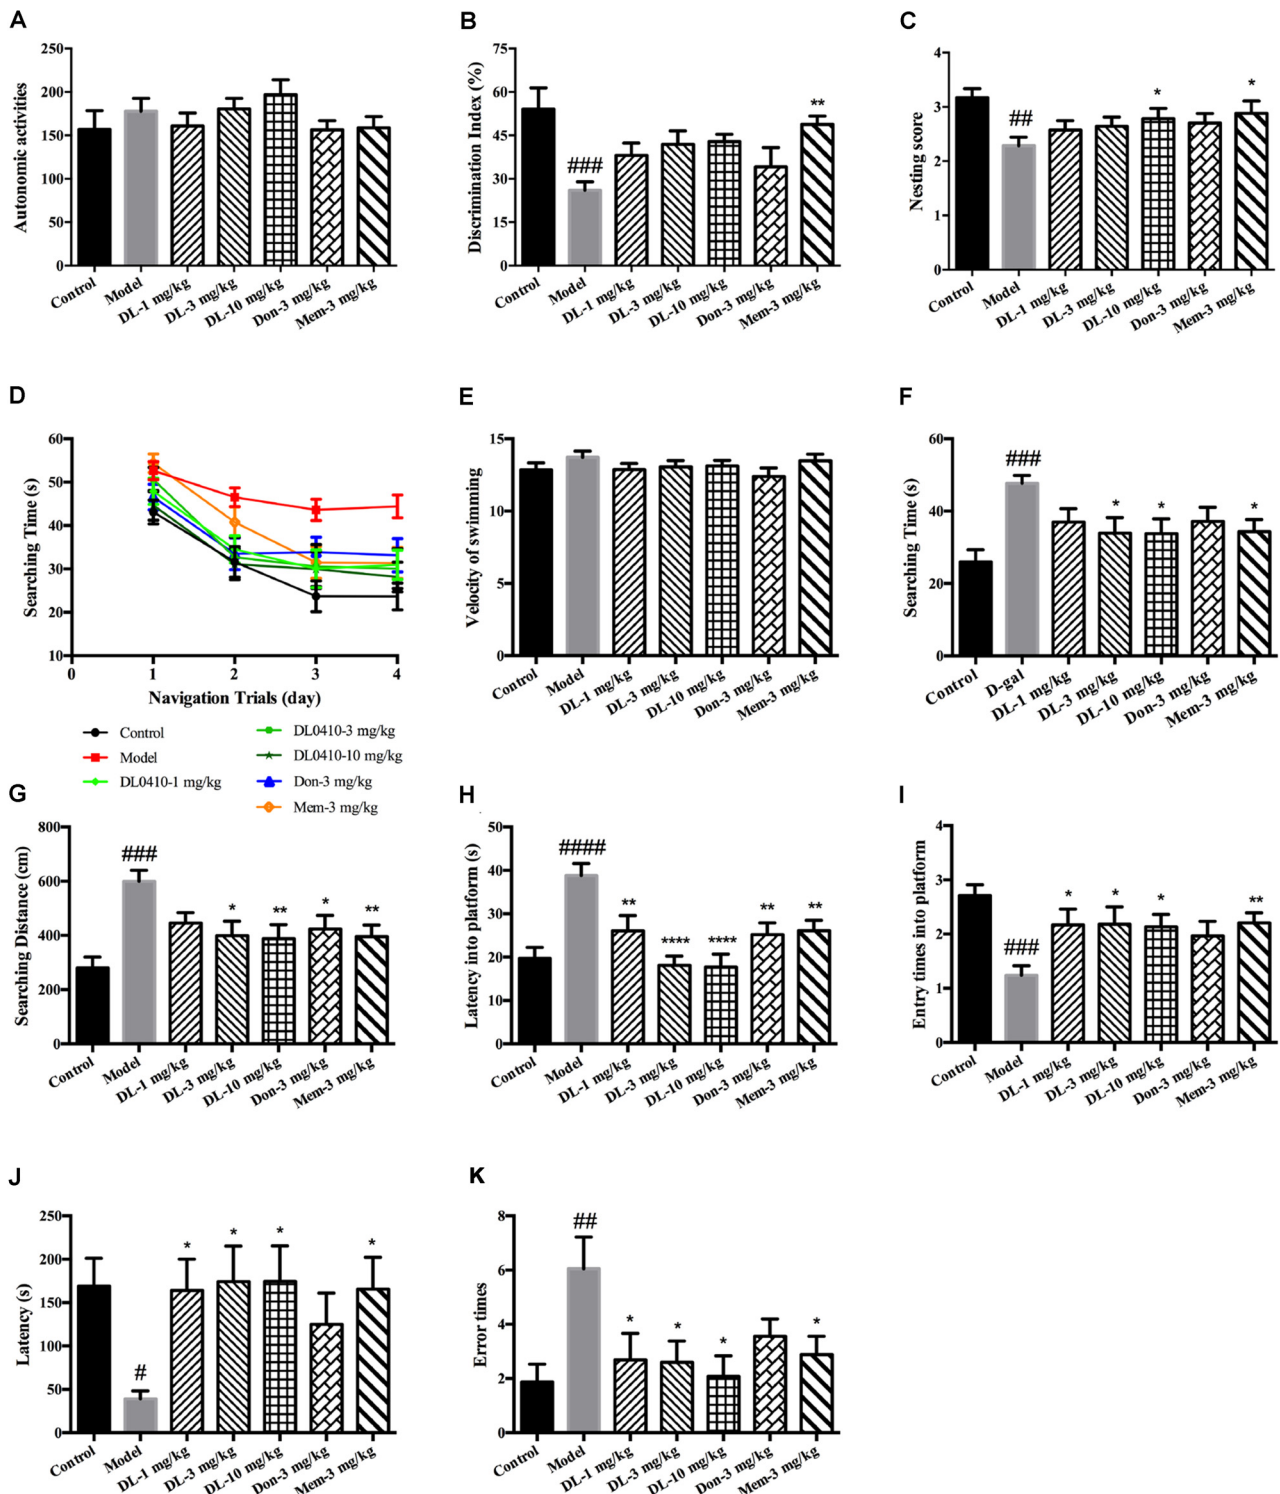 A
Autonomic activities
250
200
150
100
50
0
Control
Model
DL-1 mg/kg
DL-3 mg/kg
DL-10 mg/kg
Don-3 mg/kg
Mem-3 mg/kg
B
Discrimination Index (%)
75
60
45
30
15
0
###
**
Control
Model
DL-1 mg/kg
DL-3 mg/kg
DL-10 mg/kg
Don-3 mg/kg
Mem-3 mg/kg
C
Nesting score
4
3
2
1
0
##
*
*
Control
Model
DL-1 mg/kg
DL-3 mg/kg
DL-10 mg/kg
Don-3 mg/kg
Mem-3 mg/kg
D
Searching Time (s)
60
50
40
30
20
10
0
1
2
3
4
Navigation Trials (day)
Control
Model
DL0410-1 mg/kg
DL0410-3 mg/kg
DL0410-10 mg/kg
Don-3 mg/kg
Mem-3 mg/kg
E
Velocity of swimming
15
10
5
0
Control
Model
DL-1 mg/kg
DL-3 mg/kg
DL-10 mg/kg
Don-3 mg/kg
Mem-3 mg/kg
F
Searching Time (s)
60
40
20
0
###
*
*
*
Control
D-gal
DL-1 mg/kg
DL-3 mg/kg
DL-10 mg/kg
Don-3 mg/kg
Mem-3 mg/kg
G
Searching Distance (cm)
800
600
400
200
0
###
*
**
*
**
Control
Model
DL-1 mg/kg
DL-3 mg/kg
DL-10 mg/kg
Don-3 mg/kg
Mem-3 mg/kg
H
Latency into platform (s)
50
40
30
20
10
0
####
**
****
****
**
**
Control
Model
DL-1 mg/kg
DL-3 mg/kg
DL-10 mg/kg
Don-3 mg/kg
Mem-3 mg/kg
I
Entry times into platform
4
3
2
1
0
###
*
*
*
**
Control
Model
DL-1 mg/kg
DL-3 mg/kg
DL-10 mg/kg
Don-3 mg/kg
Mem-3 mg/kg
J
Latency (s)
250
200
150
100
50
0
#
*
*
*
*
Control
Model
DL-1 mg/kg
DL-3 mg/kg
DL-10 mg/kg
Don-3 mg/kg
Mem-3 mg/kg
K
Error times
8
6
4
2
0
##
*
*
*
*
Control
Model
DL-1 mg/kg
DL-3 mg/kg
DL-10 mg/kg
Don-3 mg/kg
Mem-3 mg/kg